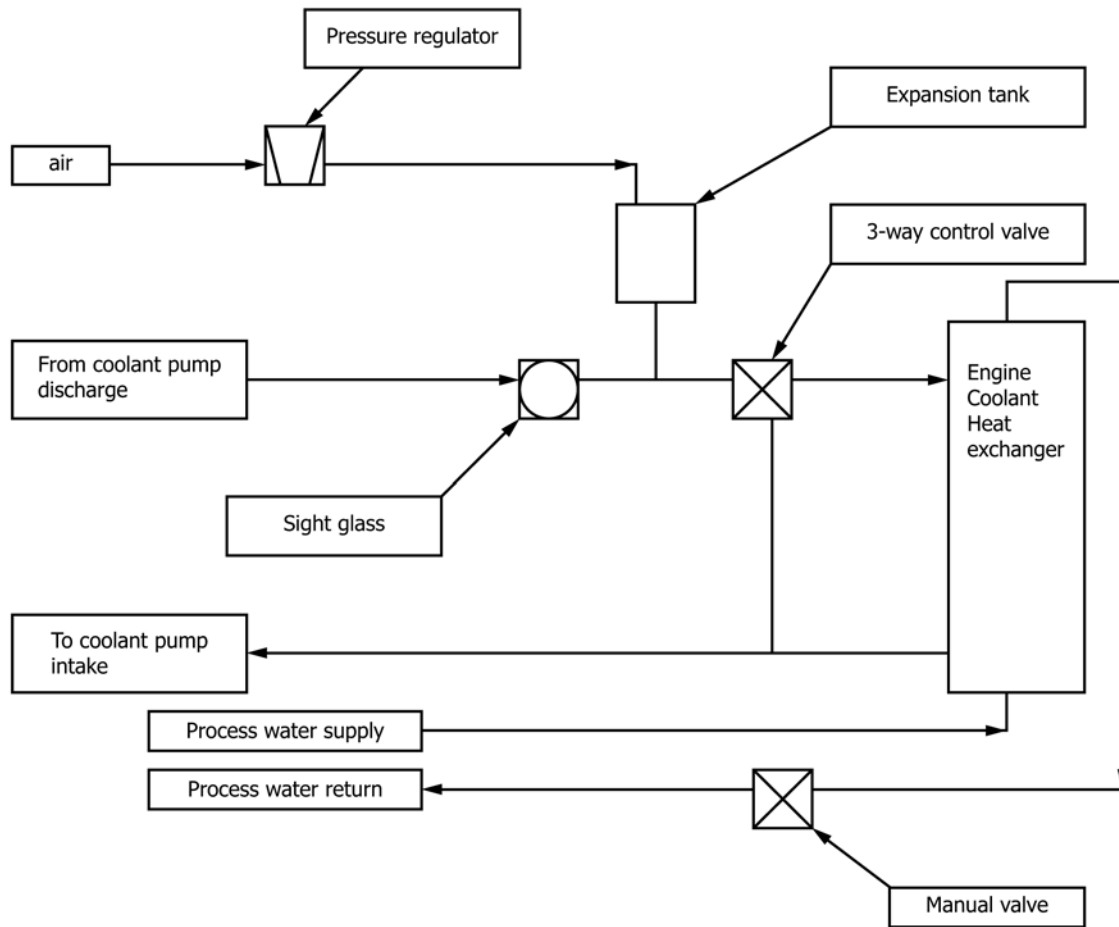 Pressure regulator
Expansion tank
air
3-way control valve
From coolant pump
discharge
Engine
Coolant
Heat
exchanger
Sight glass
To coolant pump
intake
Process water supply
Process water return
Manual valve